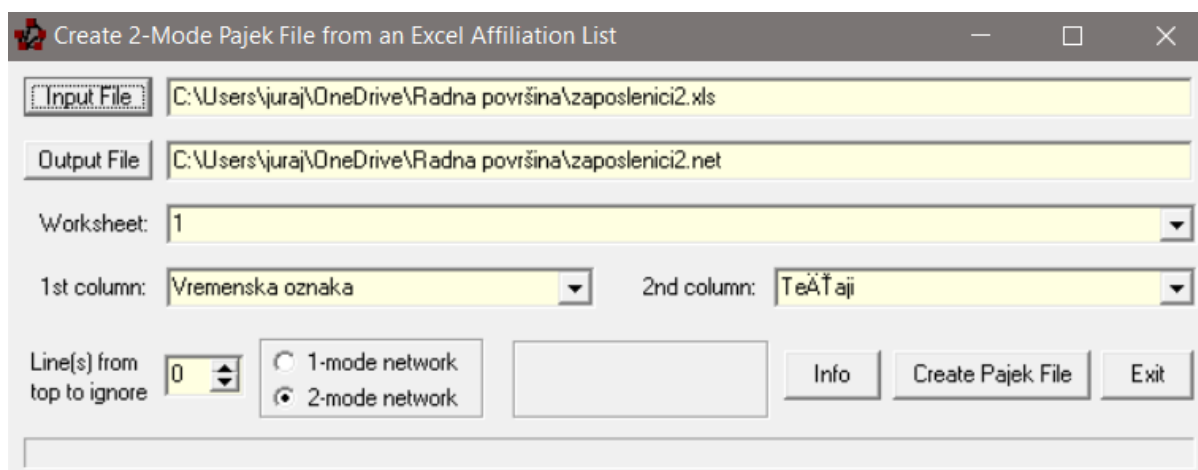 Create 2-Mode Pajek File from an Excel Affiliation List
Input File C:\Users\juraj\OneDrive\Radna površina\zaposlenici2.xls
Output File C:\Users\juraj\OneDrive\Radna površina\zaposlenici2.net
Worksheet: 1
1st column: Vremenska oznaka 2nd column: TeÄŤaji
Line(s) from
top to ignore
0
1-mode network
2-mode network
Info Create Pajek File Exit